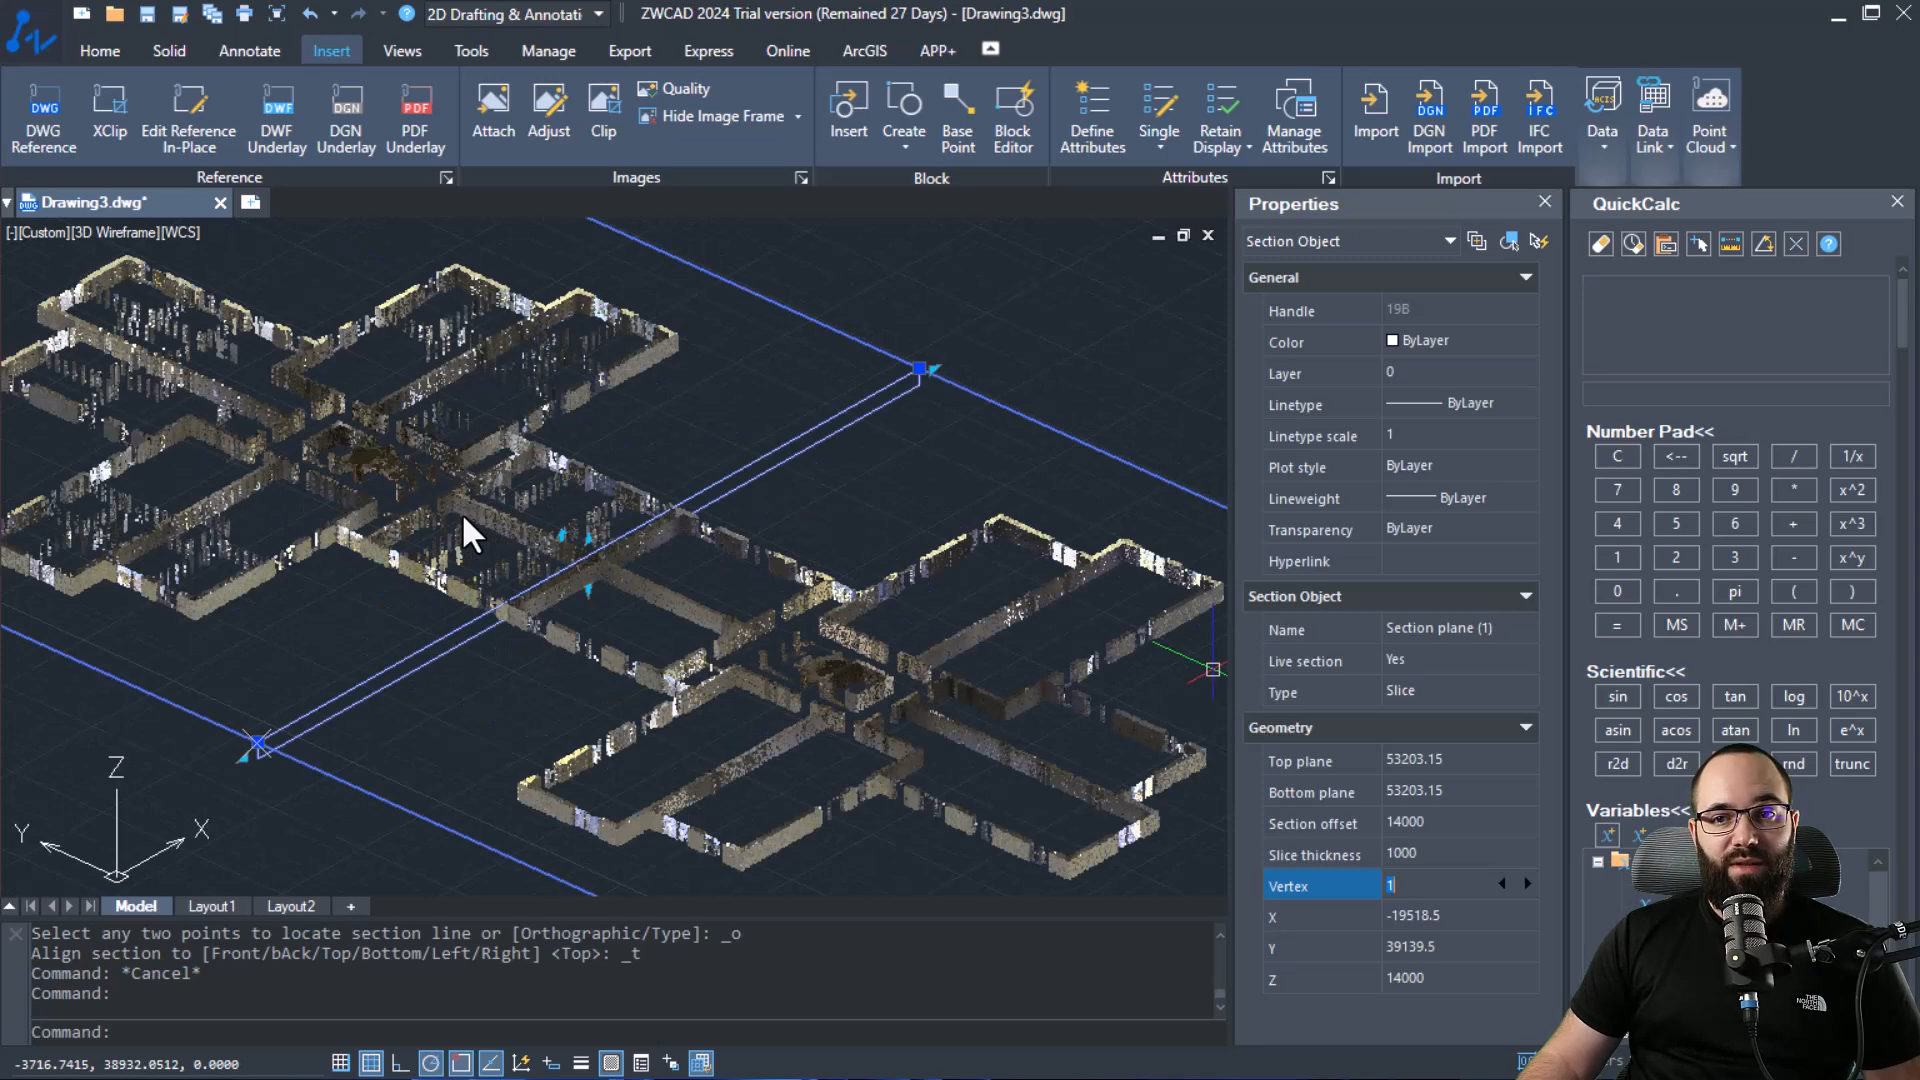 2D Drafting & Annotati
ZWCAD 2024 Trial version (Remained 27 Days) - [Drawing3.dwg]
Home Solid Annotate Insert Views Tools Manage Export Express Online ArcGIS APP+
DWG
DWG Reference
XClip
Edit Reference In-Place
DWF
DWF Underlay
DGN
DGN Underlay
PDF
PDF Underlay
Attach
Adjust
Clip
Quality
Hide Image Frame
Insert
Create
Base Point
Block Editor
Define Attributes
Single
Retain Display
Manage Attributes
Import
DGN
DGN Import
PDF
PDF Import
IFC
IFC Import
ACIS
Data
Data Link
Point Cloud
Reference
Images
Block
Attributes
Import
Drawing3.dwg*
[-][Custom][3D Wireframe][WCS]
Z
Y
X
Model Layout1 Layout2 +
Select any two points to locate section line or [Orthographic/Type]: _o
Align section to [Front/bAck/Top/Bottom/Left/Right] <Top>: _t
Command: *Cancel*
Command:
Command:
-3716.7415, 38932.0512, 0.0000
Properties
Section Object
General
Handle 19B
Color ByLayer
Layer 0
Linetype ByLayer
Linetype scale 1
Plot style ByLayer
Lineweight ByLayer
Transparency ByLayer
Hyperlink
Section Object
Name Section plane (1)
Live section Yes
Type Slice
Geometry
Top plane 53203.15
Bottom plane 53203.15
Section offset 14000
Slice thickness 1000
Vertex 1
X -19518.5
Y 39139.5
Z 14000
QuickCalc
Number Pad<<
C <-- sqrt / 1/x
7 8 9 * x^2
4 5 6 + x^3
1 2 3 - x^y
0 . pi ( )
= MS M+ MR MC
Scientific<<
sin cos tan log 10^x
asin acos atan ln e^x
r2d d2r rnd trunc
Variables<<
THE NORTH FACE